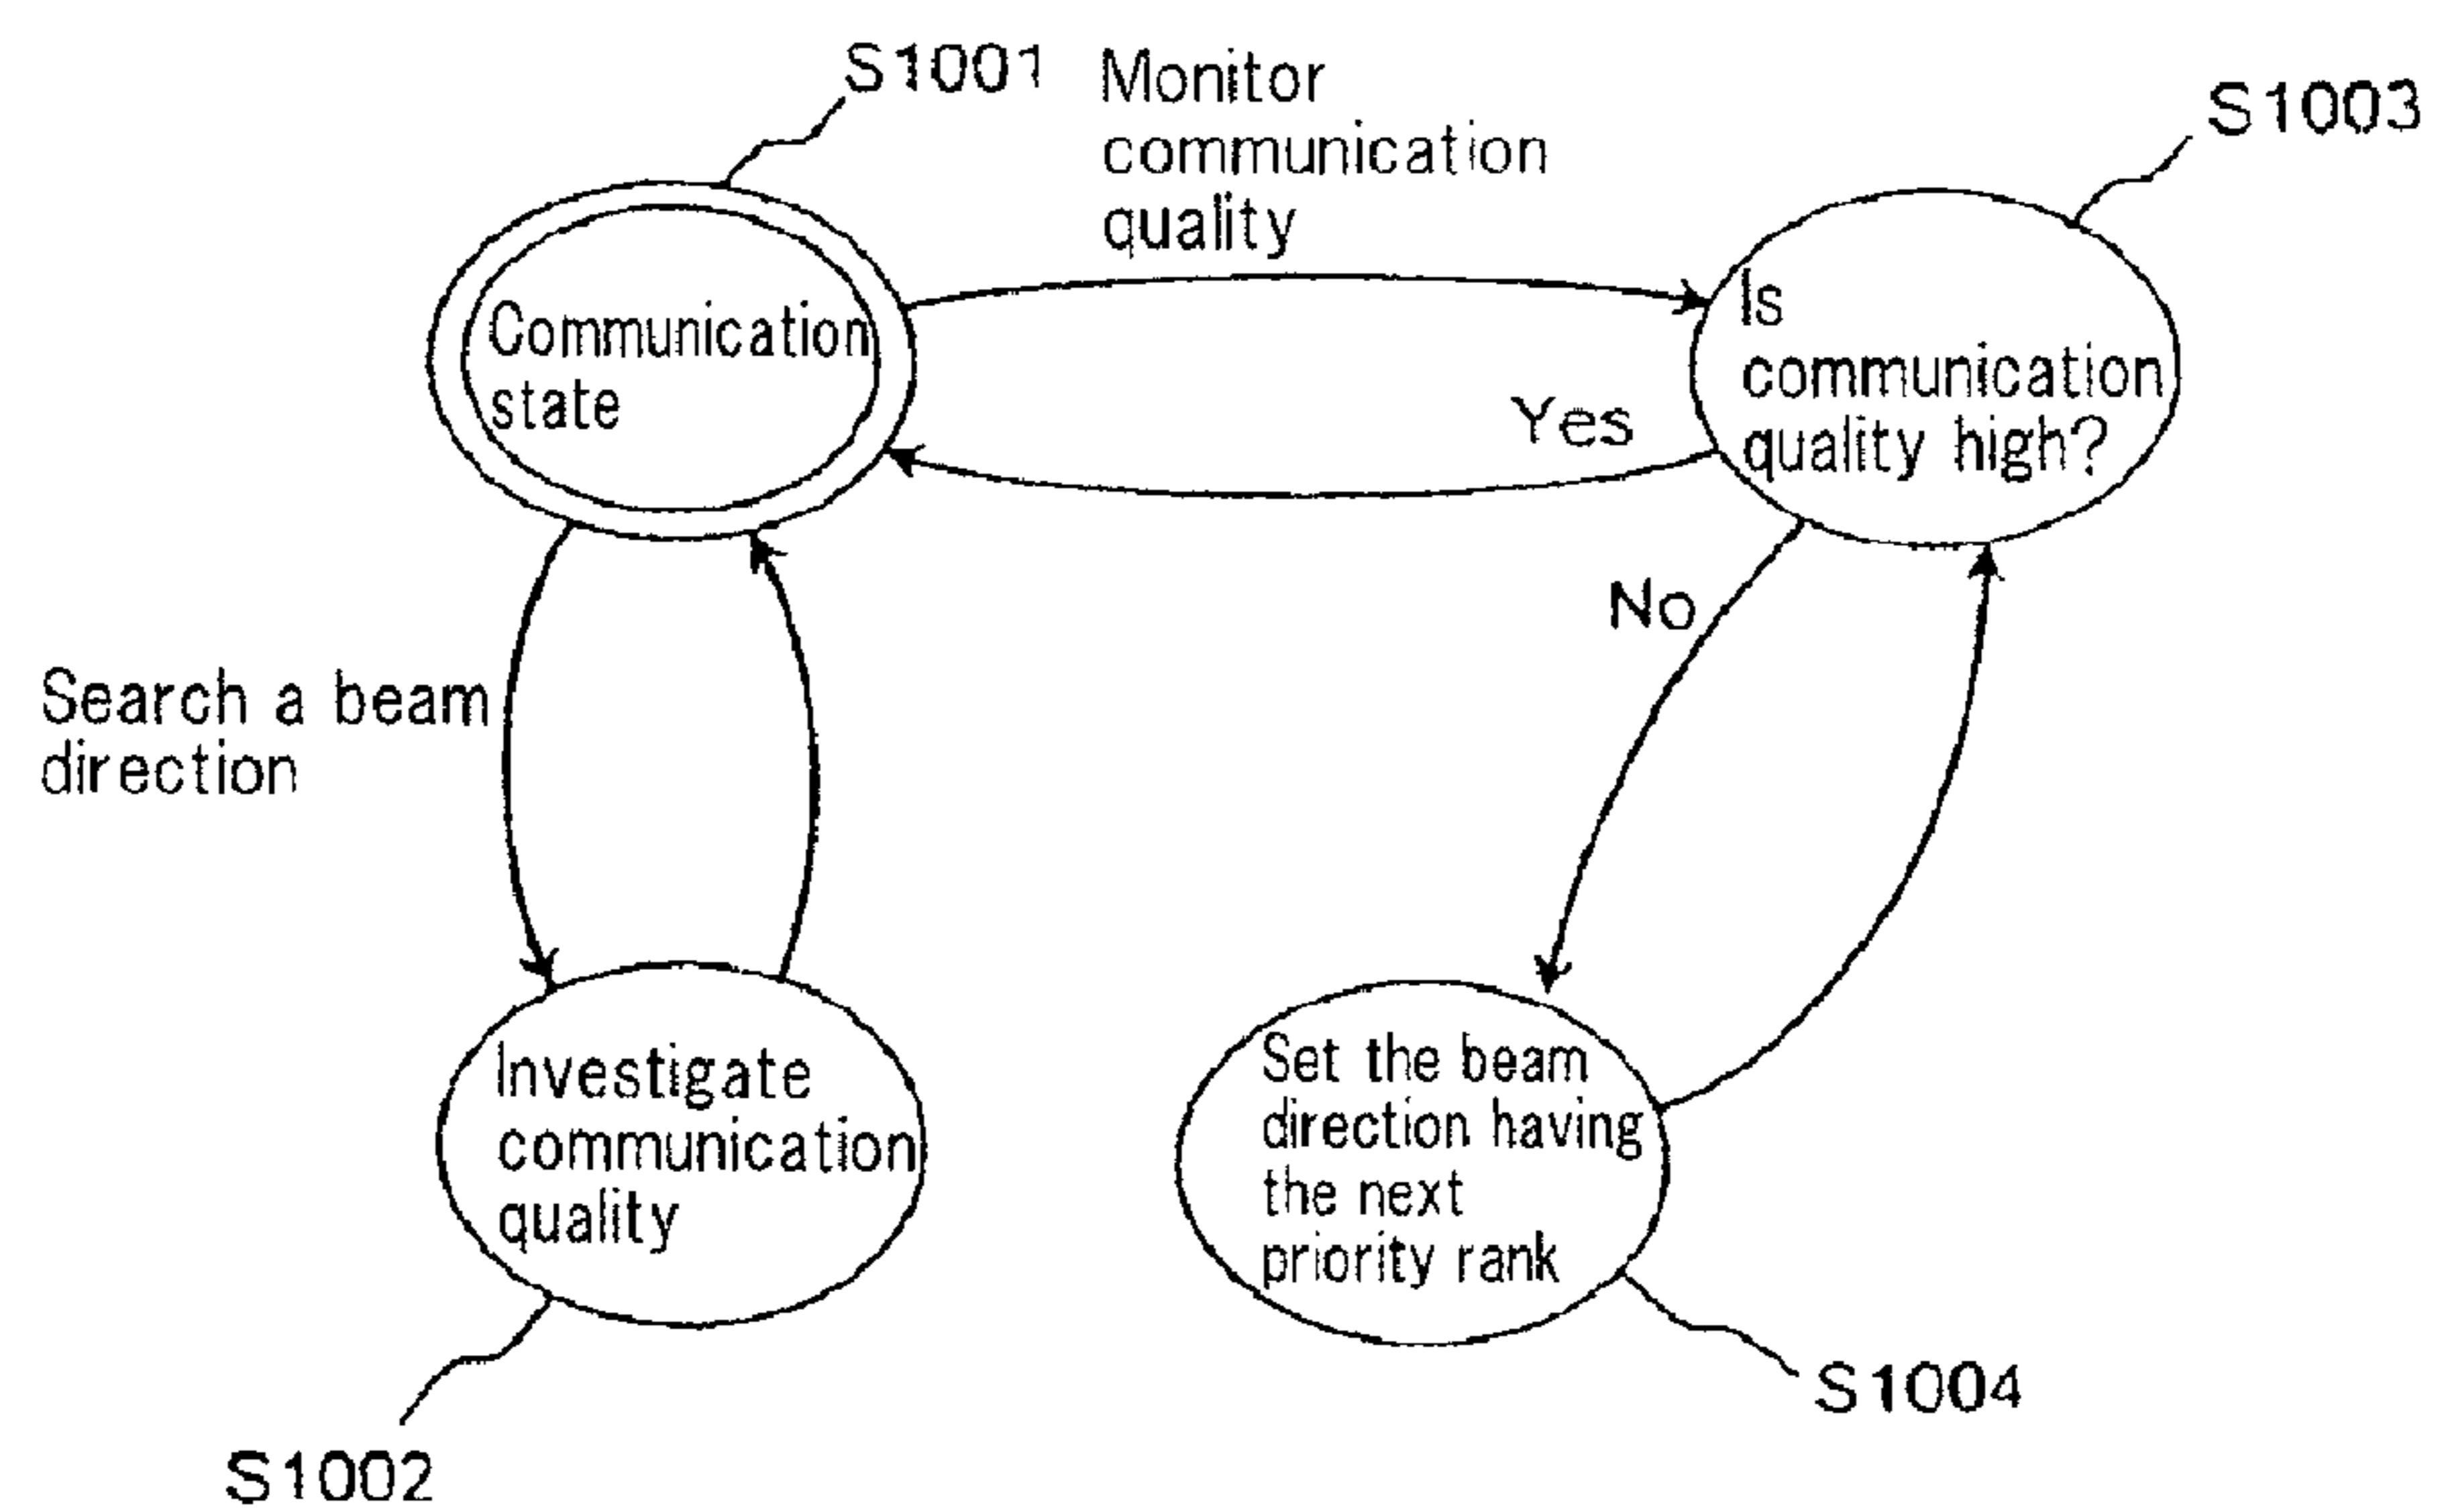 S1001
Monitor
communication
quality
S1003
Communication
state
Is
communication
quality high?
Yes
No
Search a beam
direction
Investigate
communication
quality
Set the beam
direction having
the next
priority rank
S1004
S1002